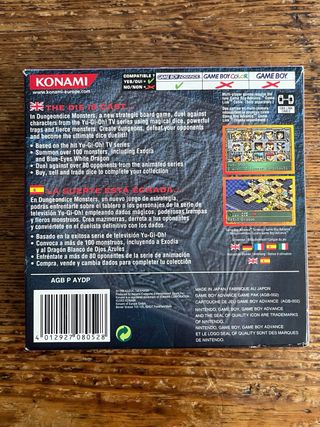 KONAMI
www.konami-europe.com
COMPATIBLE ?
YES / OUI =
NO / NON =
GAME BOY ADVANCE
GAME BOY COLOR
GAME BOY
THE DIE IS CAST...
In Dungeondice Monsters, a new strategic board game, duel against
characters from the Yu-Gi-Oh! TV series using magical dice, powerful
traps and fierce monsters. Create dungeons, defeat your opponents
and become the ultimate dice duelist!
• Based on the hit Yu-Gi-Oh! TV series
• Summon over 100 monsters, including Exodia
and Blue-Eyes White Dragon
• Duel against over 80 opponents from the animated series
• Buy, sell and trade dice to complete your collection
LA SUERTE ESTÁ ECHADA...
En Dungeondice Monsters, un nuevo juego de estrategia,
podrás enfrentarte sobre el tablero a los personajes de la serie de
televisión Yu-Gi-Oh! empleando dados mágicos, poderosas trampas
y fieros monstruos. Crea mazmorras, derrota a tus oponentes
y conviértete en el duelista definitivo con los dados.
• Basado en la exitosa serie de televisión Yu-Gi-Oh!
• Convoca a más de 100 monstruos, incluyendo a Exodia
y al Dragón Blanco de Ojos Azules
• Enfréntate a más de 80 oponentes de la serie de animación
• Compra, vende y cambia dados para completar tu colección
AGB P AYDP
4 012927 080528
MADE IN JAPAN / FABRIQUÉ AU JAPON
GAME BOY ADVANCE GAME PAK (AGB-002)
CARTOUCHE DE JEU GAME BOY ADVANCE (AGB-002)
NINTENDO, GAME BOY, GAME BOY ADVANCE
AND THE SEAL OF QUALITY ARE TRADEMARKS
OF NINTENDO.
NINTENDO, GAME BOY, GAME BOY ADVANCE
ET LE LOGO SEAL OF QUALITY SONT DES MARQUES
DE NINTENDO.